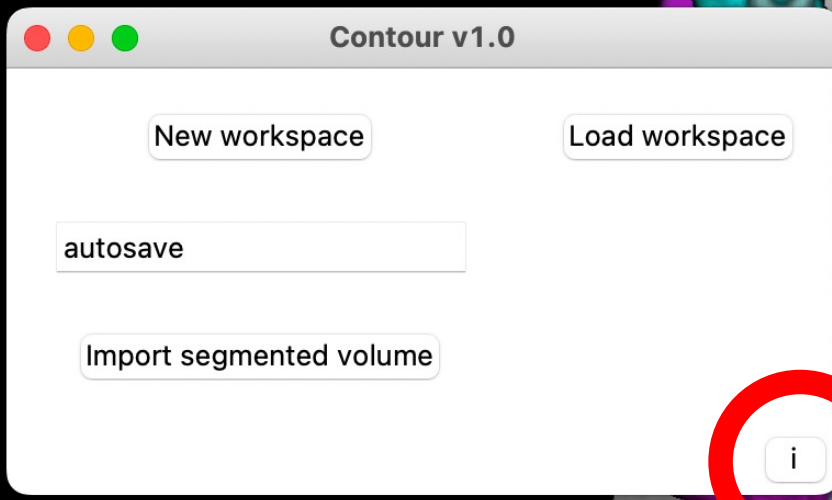 Contour v1.0
New workspace
Load workspace
autosave
Import segmented volume
i